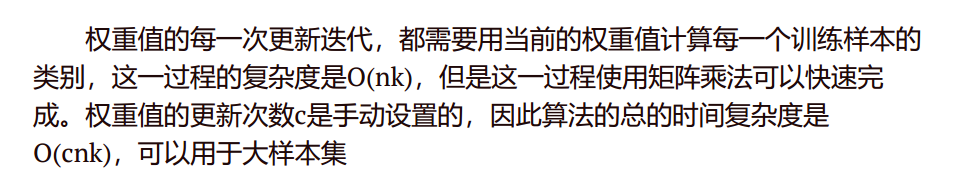 权重值的每一次更新迭代，都需要用当前的权重值计算每一个训练样本的
类别，这一过程的复杂度是O(nk)，但是这一过程使用矩阵乘法可以快速完
成。权重值的更新次数c是手动设置的，因此算法的总的时间复杂度是
O(cnk)，可以用于大样本集